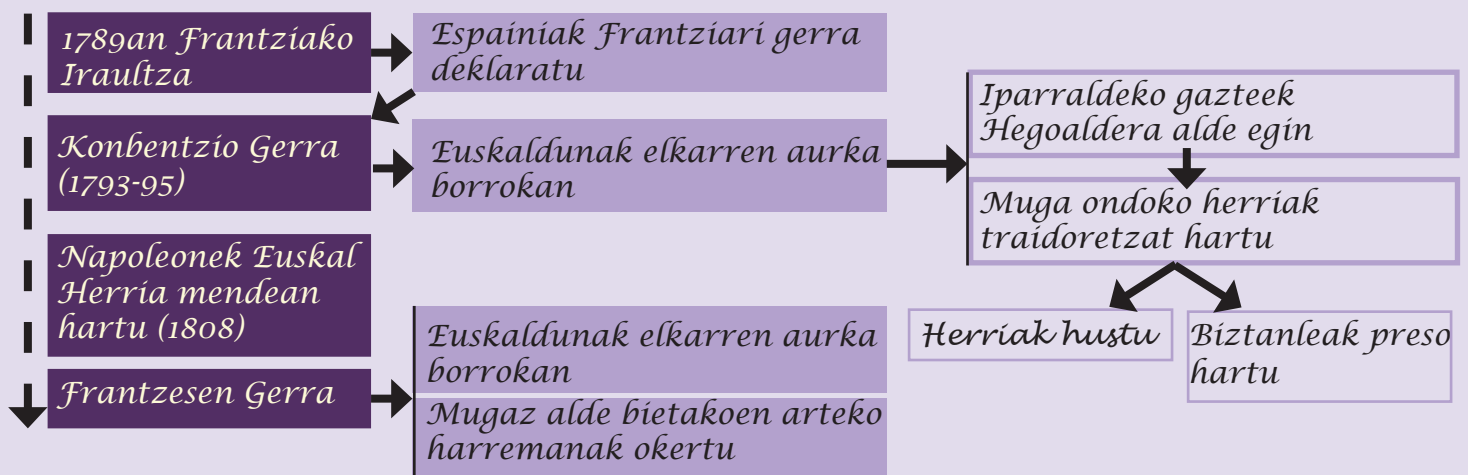 1789an Frantziako
Iraultza
Espainiak Frantziari gerra
deklaratu
Konbentzio Gerra
(1793-95)
Euskaldunak elkarren aurka
borrokan
Iparraldeko gazteek
Hegoaldera alde egin
Muga ondoko herriak
traidoretzat hartu
Herriak hustu
Biztanleak preso
hartu
Napoleonek Euskal
Herria mendean
hartu (1808)
Frantzesen Gerra
Euskaldunak elkarren aurka
borrokan
Mugaz alde bietakoen arteko
harremanak okertu